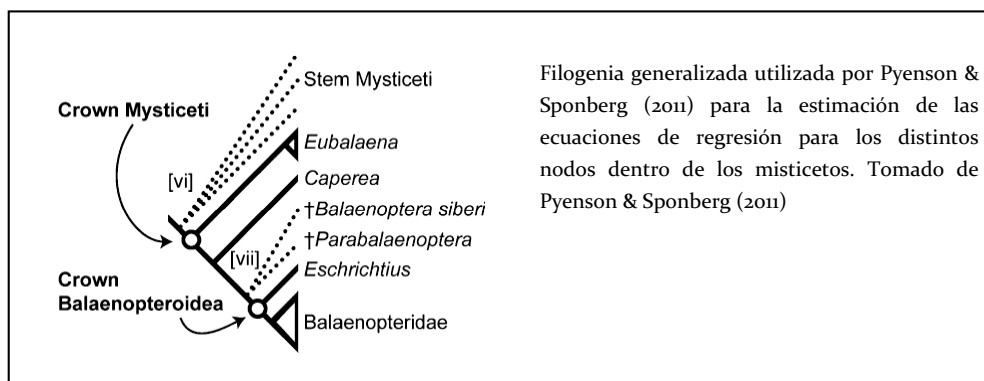 Stem Mysticeti
Crown Mysticeti
Eubalaena
[vi]
Caperea
†Balaenoptera siberi
[vii]
†Parabalaenoptera
Eschrichtius
Crown
Balaenopteroidea
Balaenopteridae
Filogenia generalizada utilizada por Pyenson &
Sponberg (2011) para la estimación de las
ecuaciones de regresión para los distintos
nodos dentro de los misticetos. Tomado de
Pyenson & Sponberg (2011)